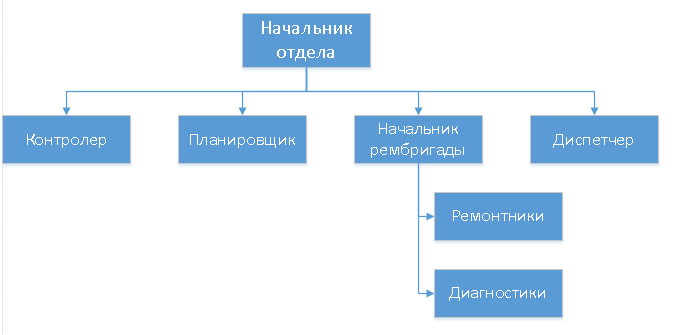 Начальник
отдела
Контролер
Планировщик
Начальник
рембригады
Диспетчер
Ремонтники
Диагностики